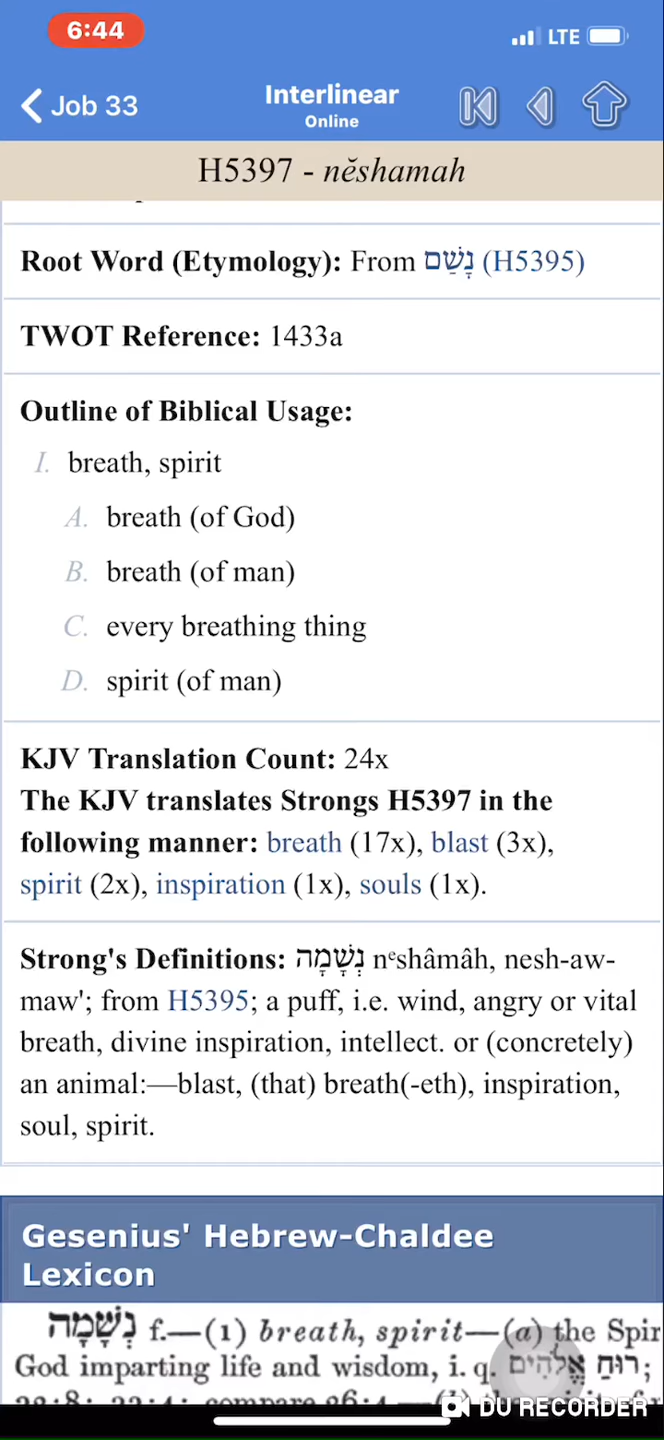 6:44
LTE
Job 33
Interlinear
Online
H5397 - nĕshamah
Root Word (Etymology): From נָשַׁם (H5395)
TWOT Reference: 1433a
Outline of Biblical Usage:
I. breath, spirit
A. breath (of God)
B. breath (of man)
C. every breathing thing
D. spirit (of man)
KJV Translation Count: 24x
The KJV translates Strongs H5397 in the
following manner: breath (17x), blast (3x),
spirit (2x), inspiration (1x), souls (1x).
Strong's Definitions: נְשָׁמָה nᵉshâmâh, nesh-aw-
maw'; from H5395; a puff, i.e. wind, angry or vital
breath, divine inspiration, intellect. or (concretely)
an animal:—blast, (that) breath(-eth), inspiration,
soul, spirit.
Gesenius' Hebrew-Chaldee
Lexicon
נְשָׁמָה f.—(1) breath, spirit—(a) the Spir
God imparting life and wisdom, i. q. רוּחַ אֱלֹהִים;
DU RECORDER